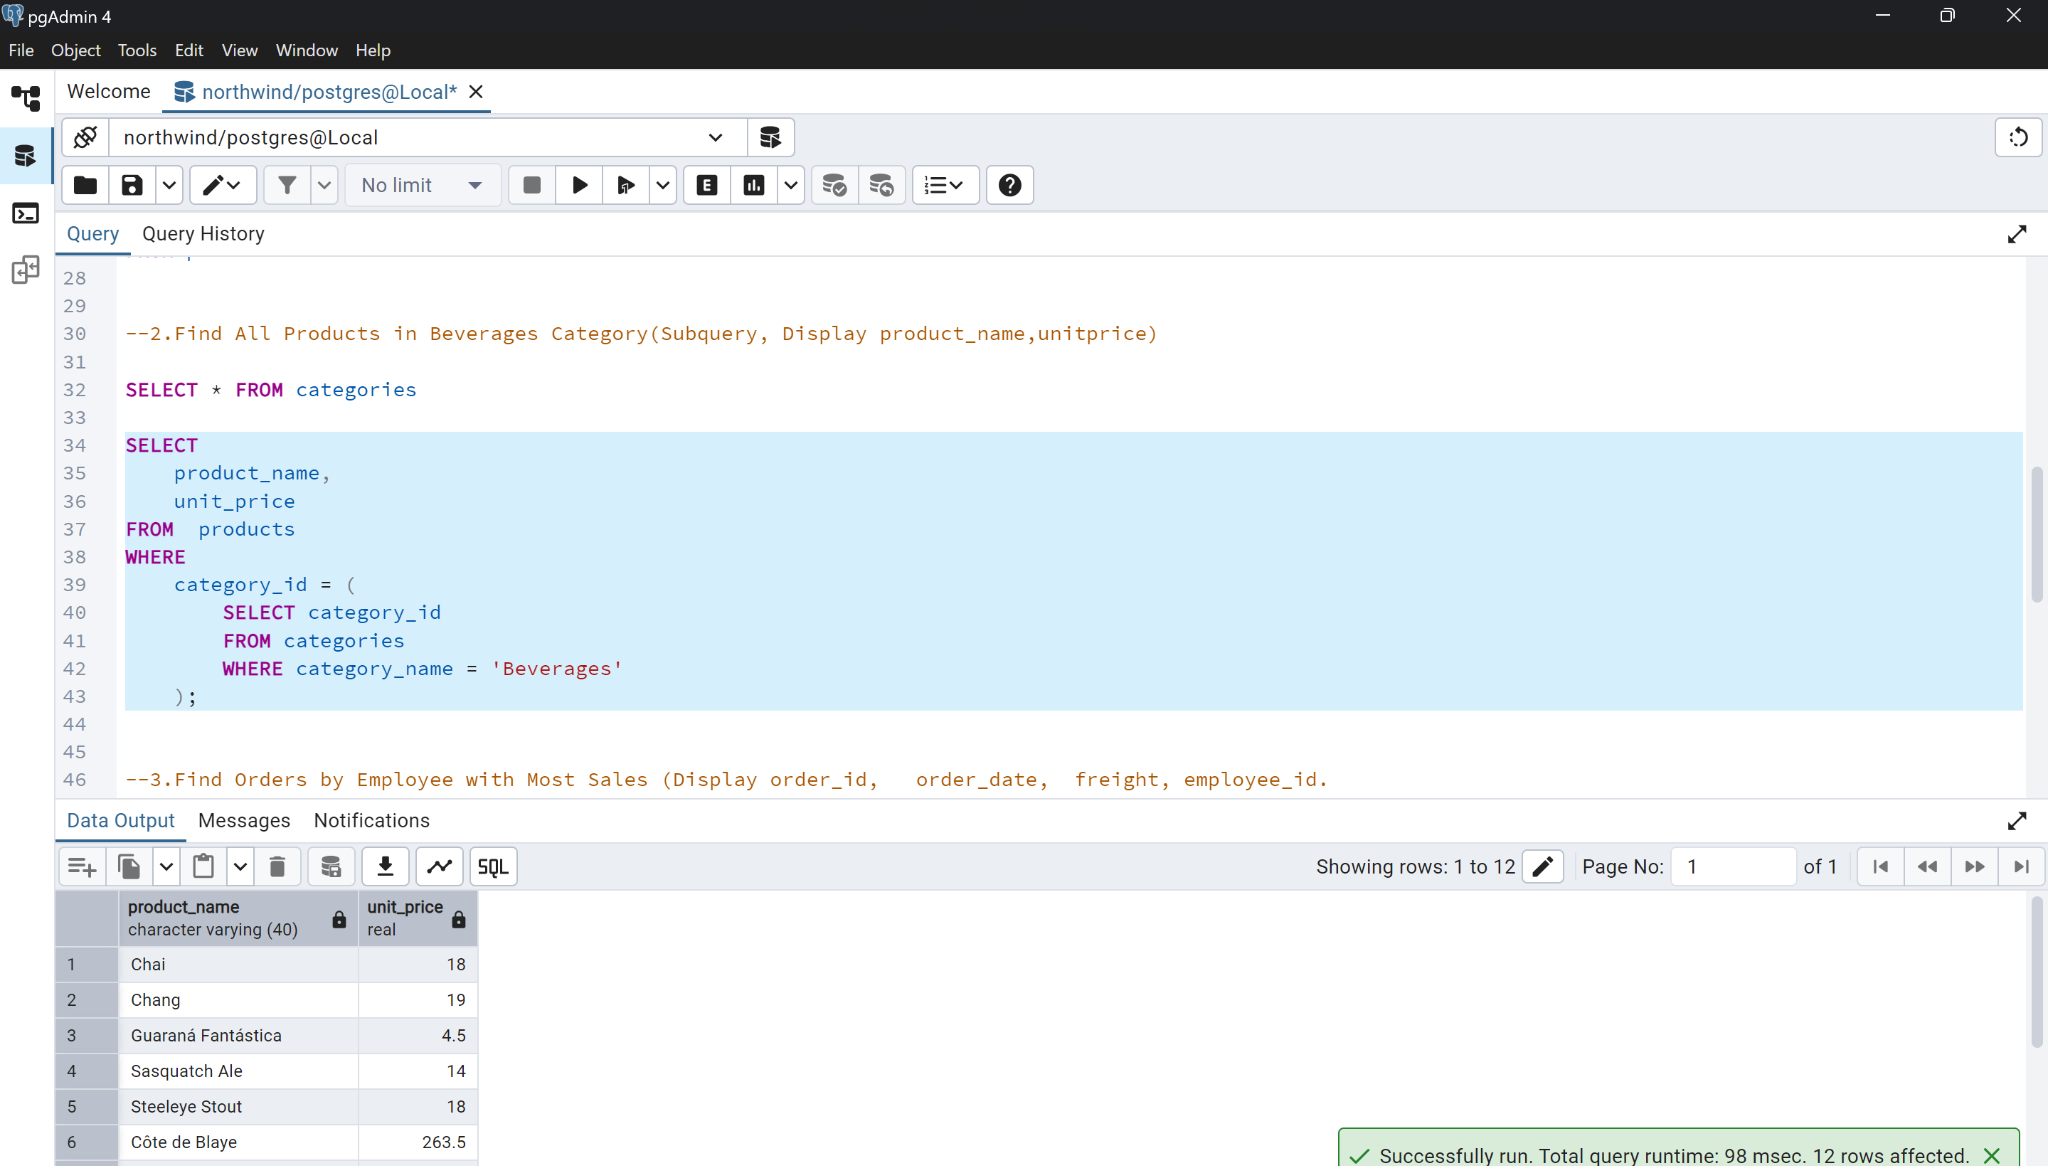 pgAdmin 4
File Object Tools Edit View Window Help
Welcome northwind/postgres@Local*
northwind/postgres@Local
No limit E
Query Query History
28
29
30 --2.Find All Products in Beverages Category(Subquery, Display product_name,unitprice)
31
32 SELECT * FROM categories
33
34 SELECT
35 product_name,
36 unit_price
37 FROM  products
38 WHERE
39 category_id = (
40 SELECT category_id
41 FROM categories
42 WHERE category_name = 'Beverages'
43 );
44
45
46 --3.Find Orders by Employee with Most Sales (Display order_id,   order_date,  freight, employee_id.
Data Output Messages Notifications
SQL Showing rows: 1 to 12 Page No: 1 of 1
product_name unit_price
character varying (40) real
1 Chai 18
2 Chang 19
3 Guaraná Fantástica 4.5
4 Sasquatch Ale 14
5 Steeleye Stout 18
6 Côte de Blaye 263.5
Successfully run. Total query runtime: 98 msec. 12 rows affected.